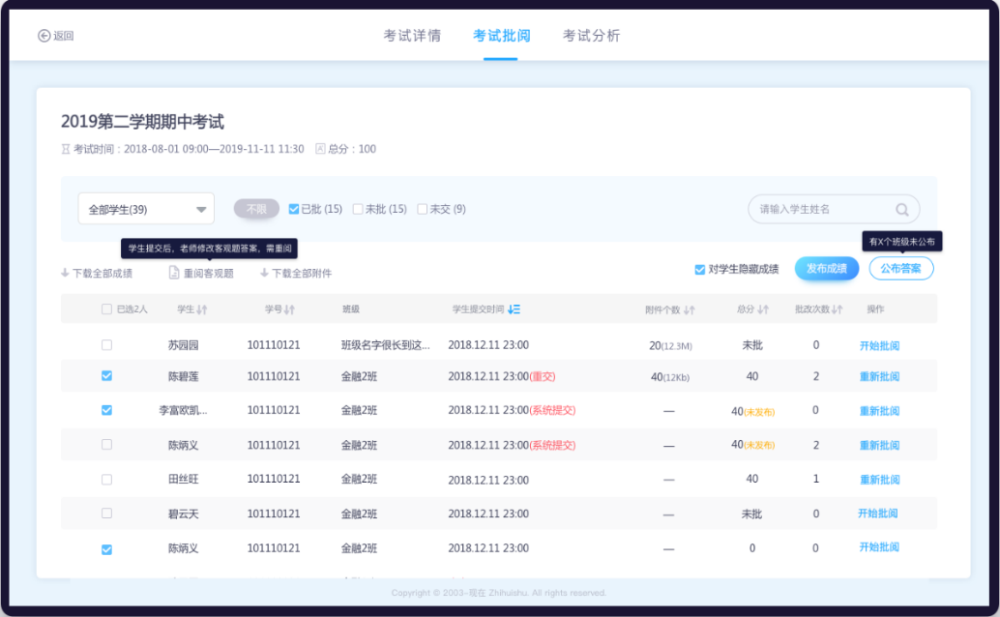 返回
考试详情 考试批阅 考试分析
2019第二学期期中考试
考试时间：2018-08-01 09:00—2019-11-11 11:30 总分：100
全部学生(39) 不限 已批 (15) 未批 (15) 未交 (9) 请输入学生姓名
学生提交后，老师修改客观题答案，需重阅 有X个班级未公布
下载全部成绩 重阅客观题 下载全部附件 对学生隐藏成绩 发布成绩 公布答案
已选2人 学生 学号 班级 学生提交时间 附件个数 总分 批改次数 操作
苏园园 101110121 班级名字很长到这... 2018.12.11 23:00 20(12.3M) 未批 0 开始批阅
陈碧莲 101110121 金融2班 2018.12.11 23:00(重交) 40(12Kb) 40 2 重新批阅
李富欧凯... 101110121 金融2班 2018.12.11 23:00(系统提交) — 40(未发布) 0 重新批阅
陈炳义 101110121 金融2班 2018.12.11 23:00(系统提交) — 40(未发布) 2 重新批阅
田丝旺 101110121 金融2班 2018.12.11 23:00 — 40 1 重新批阅
碧云天 101110121 金融2班 2018.12.11 23:00 — 未批 0 开始批阅
陈炳义 101110121 金融2班 2018.12.11 23:00 — 0 0 开始批阅
Copyright © 2003-现在 Zhihuishu. All rights reserved.